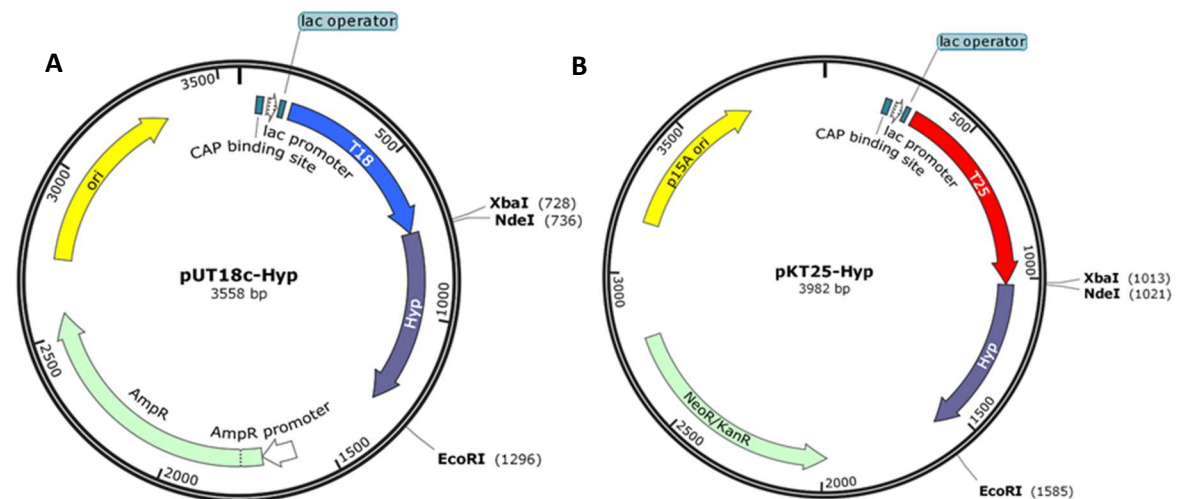 A
lac operator
CAP binding site
lac promoter
T18
500
XbaI (728)
NdeI (736)
1000
Hyp
EcoRI (1296)
1500
AmpR promoter
AmpR
2000
2500
3000
ori
3500
pUT18c-Hyp
3558 bp
B
lac operator
CAP binding site
lac promoter
T25
500
1000
XbaI (1013)
NdeI (1021)
Hyp
1500
EcoRI (1585)
2000
NeoR/KanR
2500
3000
p15A ori
3500
pKT25-Hyp
3982 bp